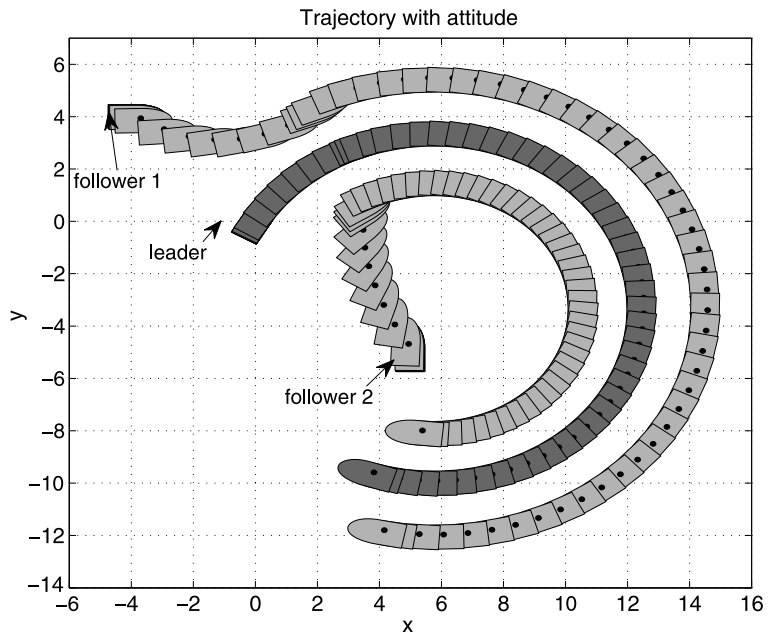 Trajectory with attitude
6
4
2
0
−2
−4
−6
−8
−10
−12
−14
y
follower 1
leader
follower 2
−6 −4 −2 0 2 4 6 8 10 12 14 16
x